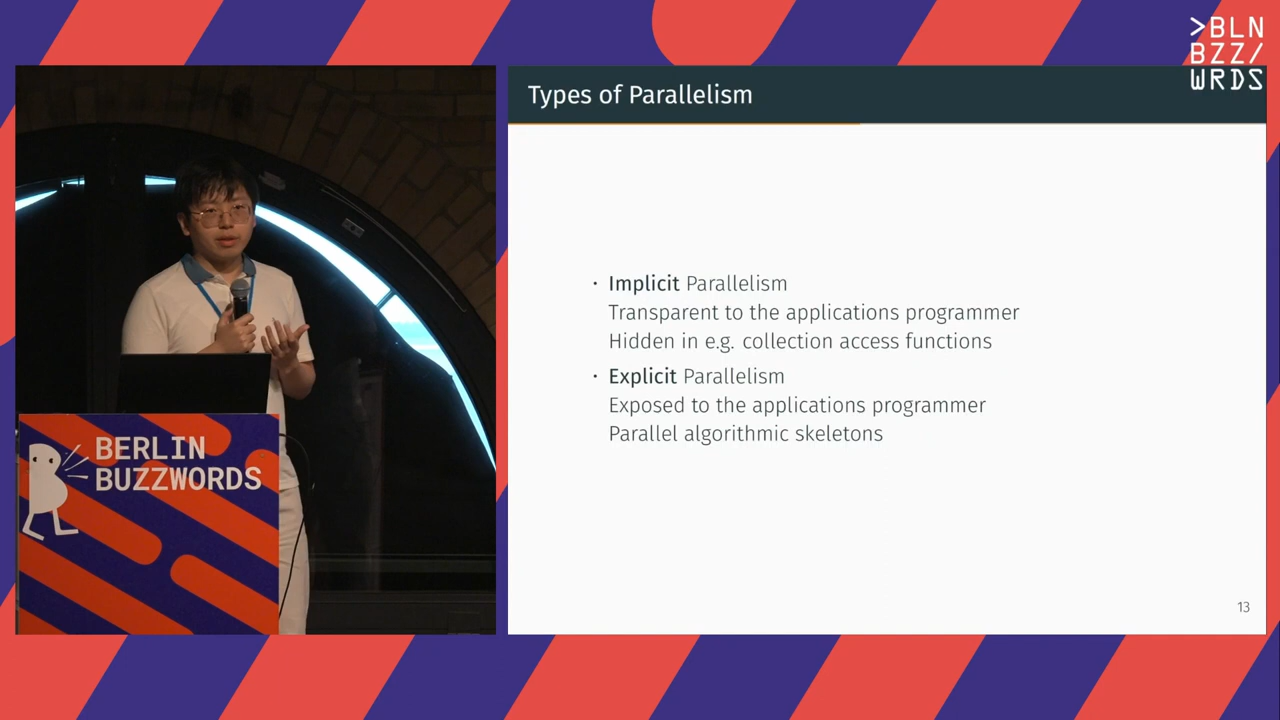 >BLN
BZZ/
WRDS
Types of Parallelism
· Implicit Parallelism
Transparent to the applications programmer
Hidden in e.g. collection access functions
· Explicit Parallelism
Exposed to the applications programmer
Parallel algorithmic skeletons
13
BERLIN
BUZZWORDS